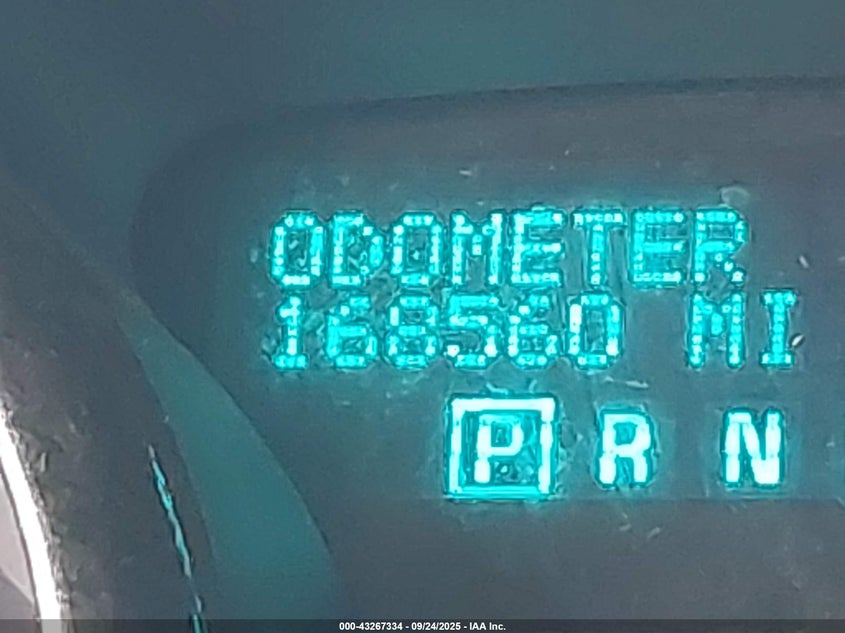 ODOMETER
168560 MI
P R N
000-43267334 - 09/24/2025 - IAA Inc.